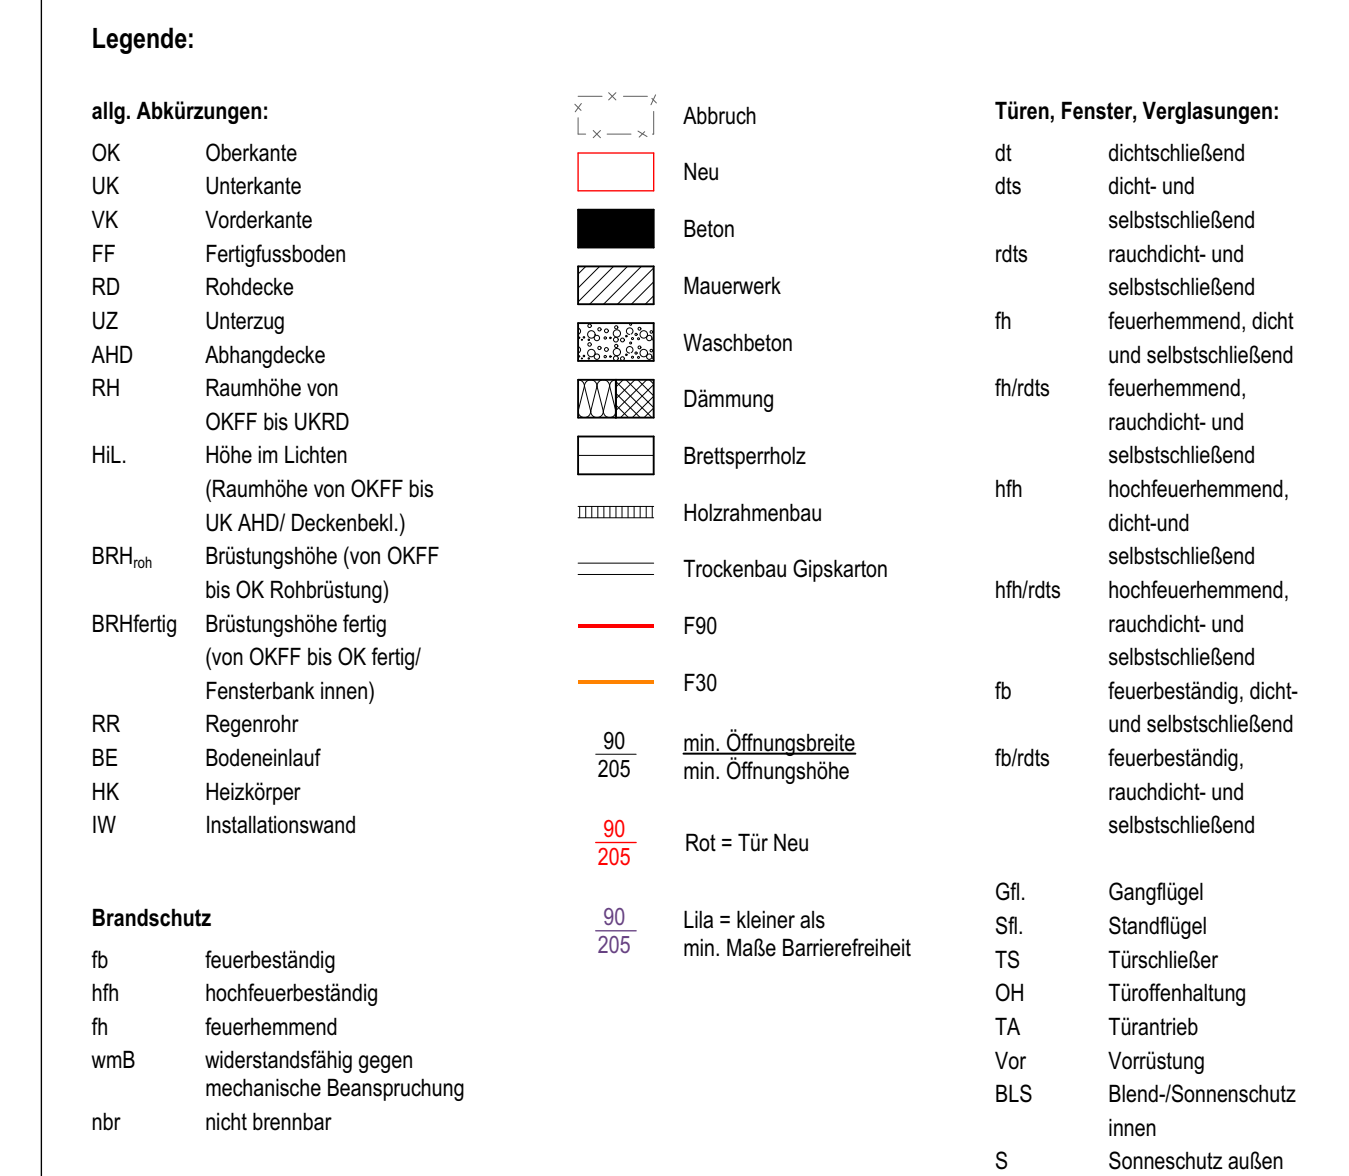 Legende:
allg. Abkürzungen:
OK Oberkante
UK Unterkante
VK Vorderkante
FF Fertigfussboden
RD Rohdecke
UZ Unterzug
AHD Abhangdecke
RH Raumhöhe von
OKFF bis UKRD
HiL. Höhe im Lichten
(Raumhöhe von OKFF bis
UK AHD/ Deckenbekl.)
BRHroh Brüstungshöhe (von OKFF
bis OK Rohbrüstung)
BRHfertig Brüstungshöhe fertig
(von OKFF bis OK fertig/
Fensterbank innen)
RR Regenrohr
BE Bodeneinlauf
HK Heizkörper
IW Installationswand
Brandschutz
fb feuerbeständig
hfh hochfeuerbeständig
fh feuerhemmend
wmB widerstandsfähig gegen
mechanische Beanspruchung
nbr nicht brennbar
Abbruch
Neu
Beton
Mauerwerk
Waschbeton
Dämmung
Brettsperrholz
Holzrahmenbau
Trockenbau Gipskarton
F90
F30
90 min. Öffnungsbreite
205 min. Öffnungshöhe
90
205
Rot = Tür Neu
90 Lila = kleiner als
205 min. Maße Barrierefreiheit
Türen, Fenster, Verglasungen:
dt dichtschließend
dts dicht- und
selbstschließend
rdts rauchdicht- und
selbstschließend
fh feuerhemmend, dicht
und selbstschließend
fh/rdts feuerhemmend,
rauchdicht- und
selbstschließend
hfh hochfeuerhemmend,
dicht-und
selbstschließend
hfh/rdts hochfeuerhemmend,
rauchdicht- und
selbstschließend
fb feuerbeständig, dicht-
und selbstschließend
fb/rdts feuerbeständig,
rauchdicht- und
selbstschließend
Gfl. Gangflügel
Sfl. Standflügel
TS Türschließer
OH Türoffenhaltung
TA Türantrieb
Vor Vorrüstung
BLS Blend-/Sonnenschutz
innen
S Sonneschutz außen